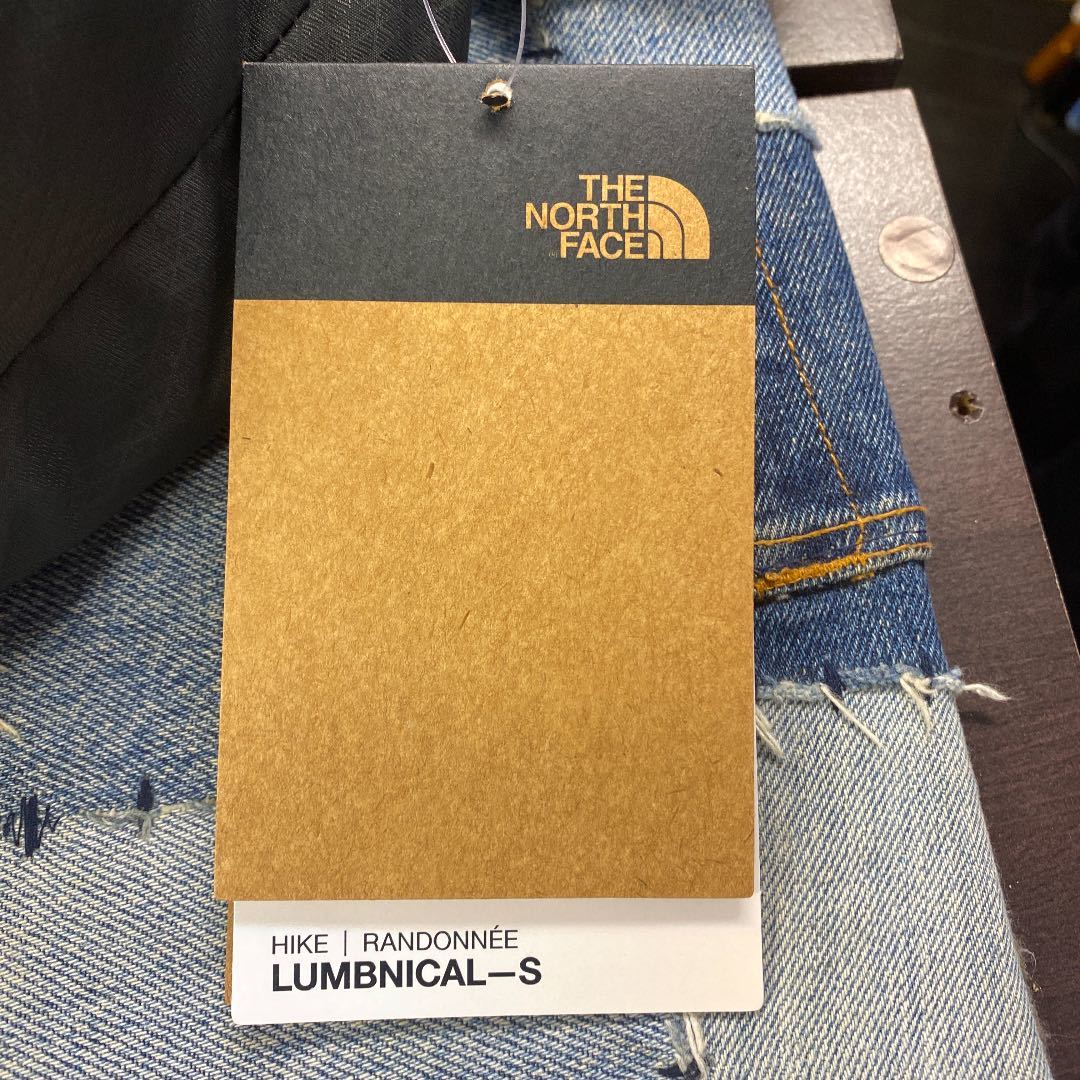 THE
NORTH
FACE
HIKE | RANDONNÉE
LUMBNICAL—S